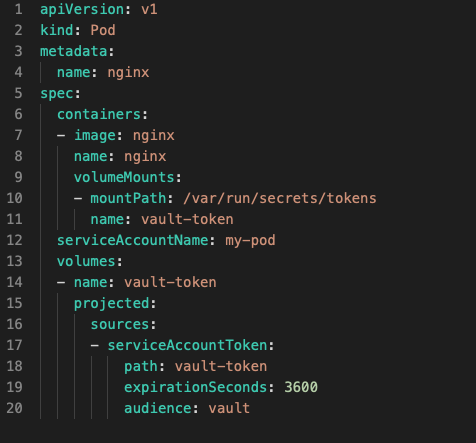 1 apiVersion: v1
2 kind: Pod
3 metadata:
4   name: nginx
5 spec:
6   containers:
7   - image: nginx
8     name: nginx
9     volumeMounts:
10     - mountPath: /var/run/secrets/tokens
11       name: vault-token
12   serviceAccountName: my-pod
13   volumes:
14   - name: vault-token
15     projected:
16       sources:
17       - serviceAccountToken:
18           path: vault-token
19           expirationSeconds: 3600
20           audience: vault